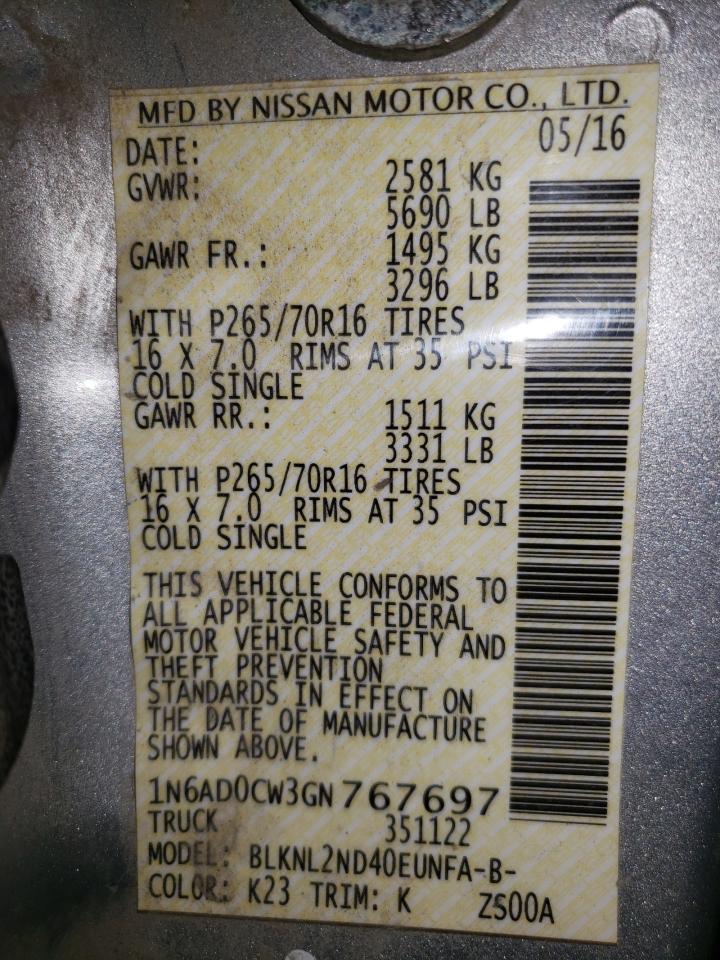 MFD BY NISSAN MOTOR CO., LTD.
DATE: 05/16
GVWR: 2581 KG
5690 LB
GAWR FR.: 1495 KG
3296 LB
WITH P265/70R16 TIRES
16 X 7.0 RIMS AT 35 PSI
COLD SINGLE
GAWR RR.: 1511 KG
3331 LB
WITH P265/70R16 TIRES
16 X 7.0 RIMS AT 35 PSI
COLD SINGLE
THIS VEHICLE CONFORMS TO
ALL APPLICABLE FEDERAL
MOTOR VEHICLE SAFETY AND
THEFT PREVENTION
STANDARDS IN EFFECT ON
THE DATE OF MANUFACTURE
SHOWN ABOVE.
1N6AD0CW3GN767697
TRUCK 351122
MODEL: BLKNL2ND40EUNFA-B-
COLOR: K23 TRIM: K ZS00A